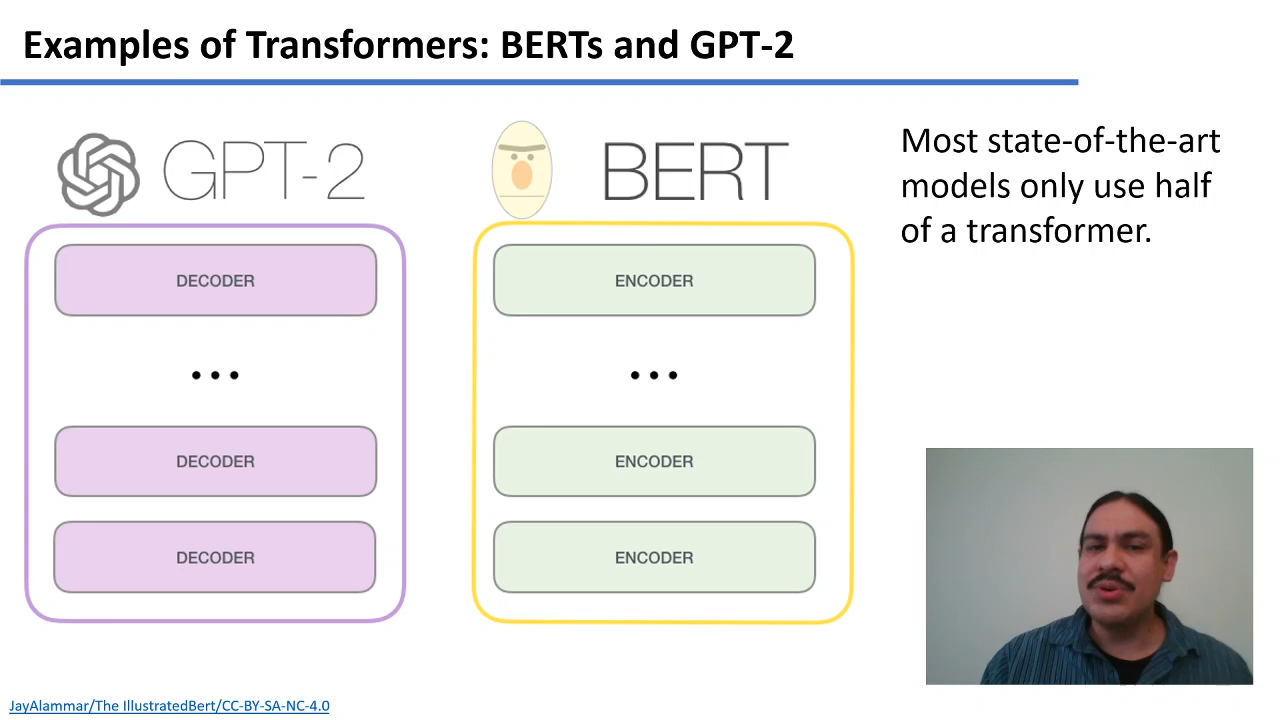 Examples of Transformers: BERTs and GPT-2
GPT-2
DECODER
DECODER
DECODER
BERT
ENCODER
ENCODER
ENCODER
Most state-of-the-art
models only use half
of a transformer.
JayAlammar/The IllustratedBert/CC-BY-SA-NC-4.0